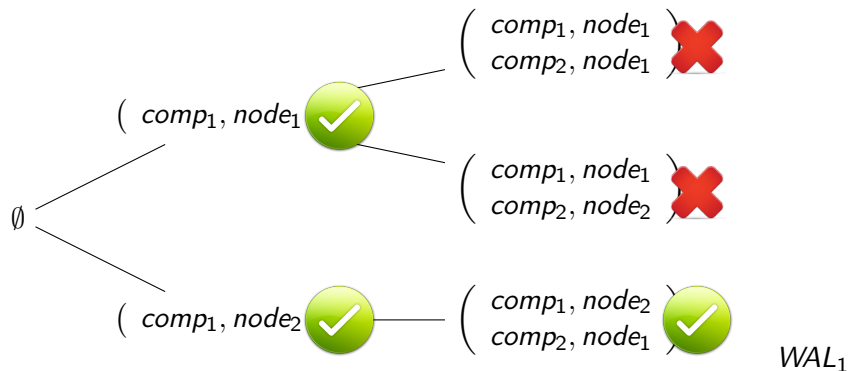 ( comp₁, node₁ )
( comp₂, node₁ )
( comp₁, node₁
( comp₁, node₁ )
( comp₂, node₂ )
∅
( comp₁, node₂
( comp₁, node₂ )
( comp₂, node₁ )
WAL₁